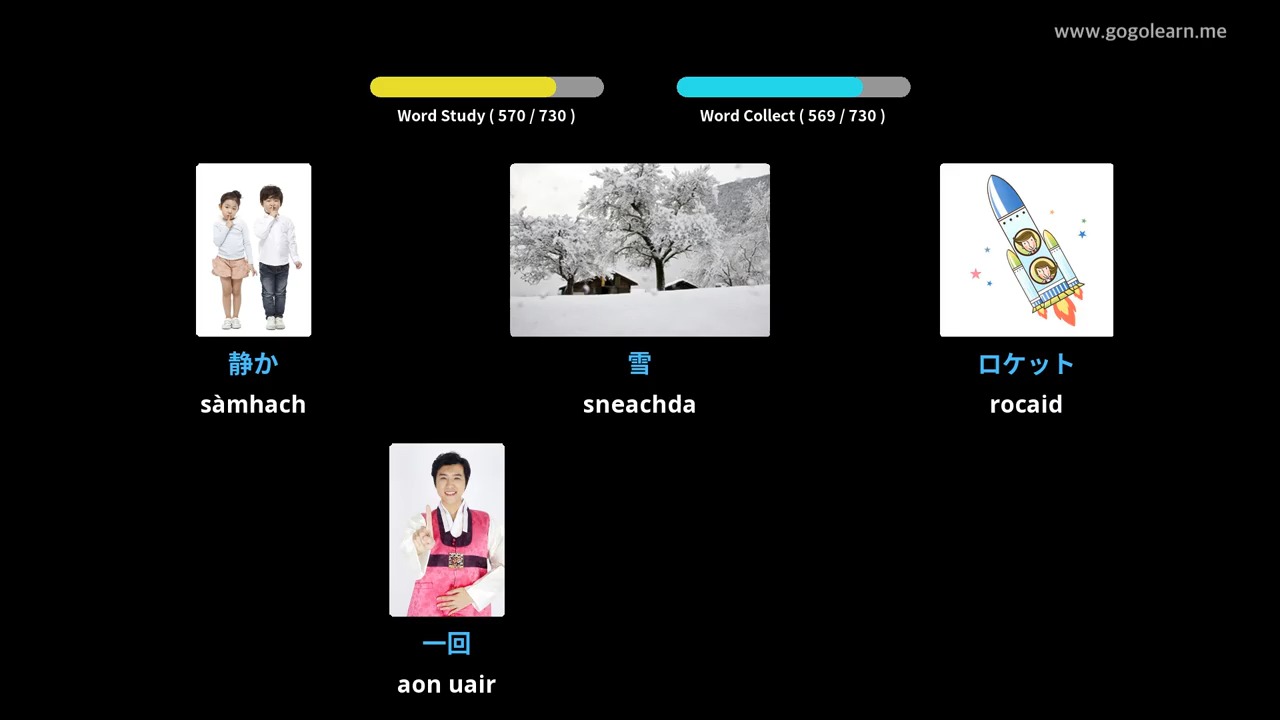 www.gogolearn.me
Word Study ( 570 / 730 )
Word Collect ( 569 / 730 )
静か
sàmhach
雪
sneachda
ロケット
rocaid
一回
aon uair